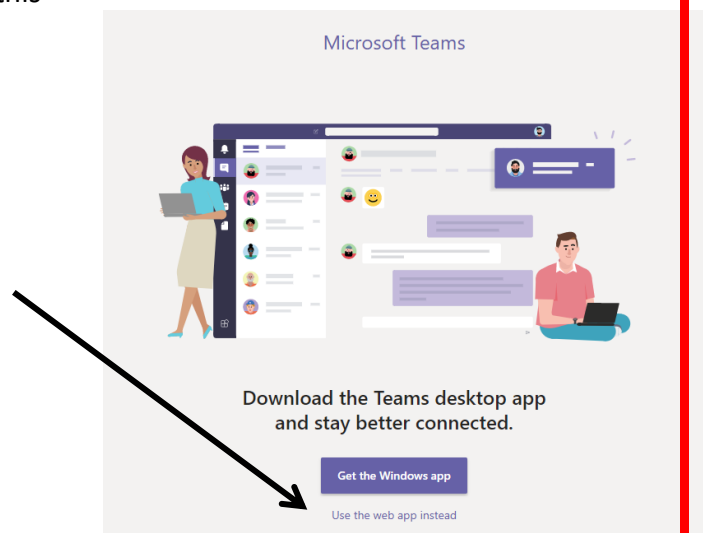 Microsoft Teams
Download the Teams desktop app
and stay better connected.
Get the Windows app
Use the web app instead